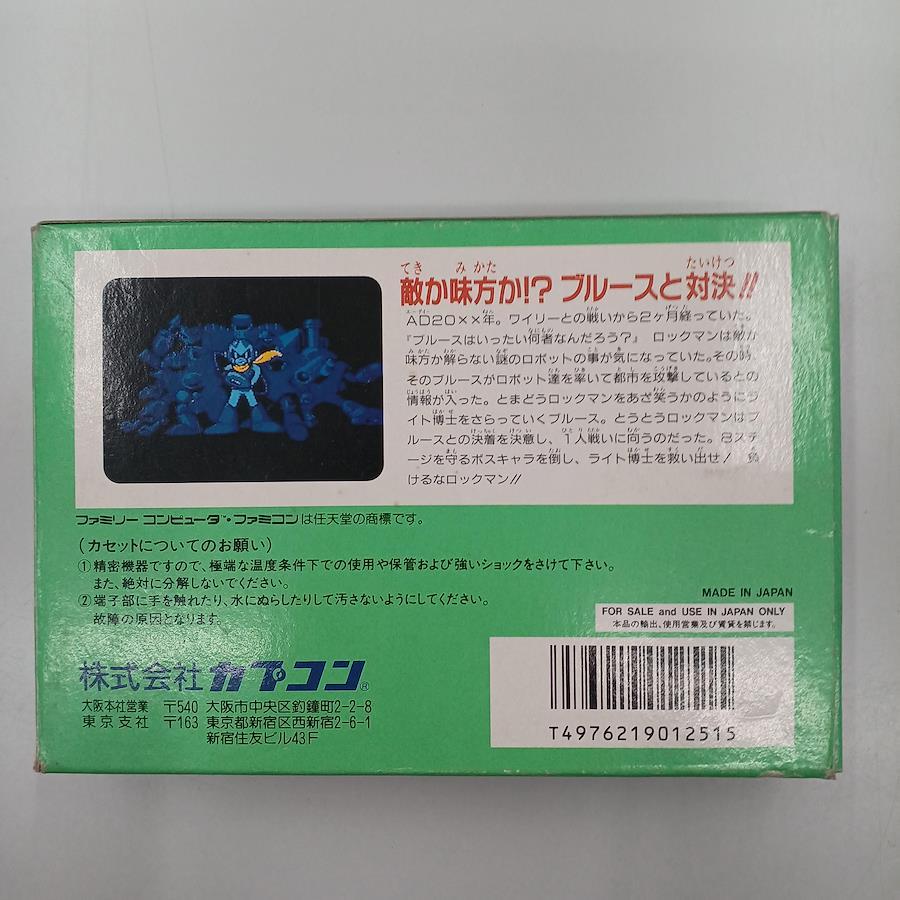 敵か味方か!? ブルースと対決!!
AD20××年。ワイリーとの戦いから2ヶ月経っていた。
『ブルースはいったい何者なんだろう?』 ロックマンは敵か
味方か解らない謎のロボットの事が気になっていた。その時、
そのブルースがロボット達を率いて都市を攻撃しているとの
情報が入った。とまどうロックマンをあざ笑うかのようにラ
イト博士をさらっていくブルース。とうとうロックマンはブ
ルースとの決着を決意し、1人戦いに向うのだった。8ステ
ージを守るボスキャラを倒し、ライト博士を救い出せ! 負
けるなロックマン!!
ファミリーコンピュータ™・ファミコンは任天堂の商標です。
(カセットについてのお願い)
①精密機器ですので、極端な温度条件下での使用や保管および強いショックをさけて下さい。
また、絶対に分解しないでください。
②端子部に手を触れたり、水にぬらしたりして汚さないようにしてください。
故障の原因となります。
MADE IN JAPAN
FOR SALE and USE IN JAPAN ONLY
本品の輸出、使用営業及び賃貸を禁じます。
株式会社カプコン®
大阪本社営業 〒540 大阪市中央区釣鐘町2-2-8
東京支社 〒163 東京都新宿区西新宿2-6-1
新宿住友ビル43F
T4976219012515